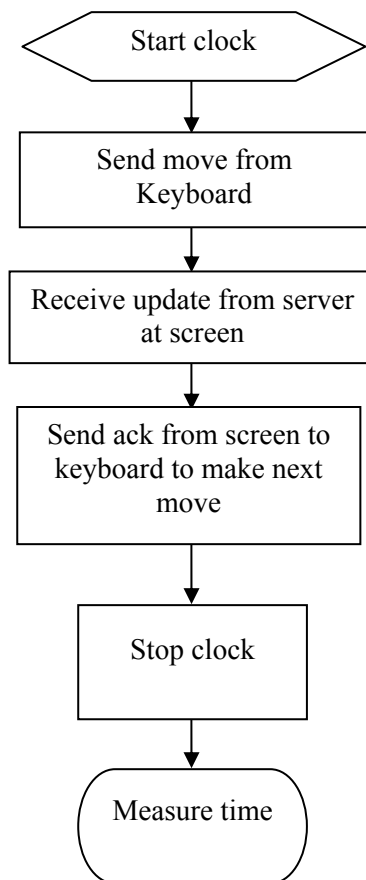 Start clock
Send move from
Keyboard
Receive update from server
at screen
Send ack from screen to
keyboard to make next
move
Stop clock
Measure time